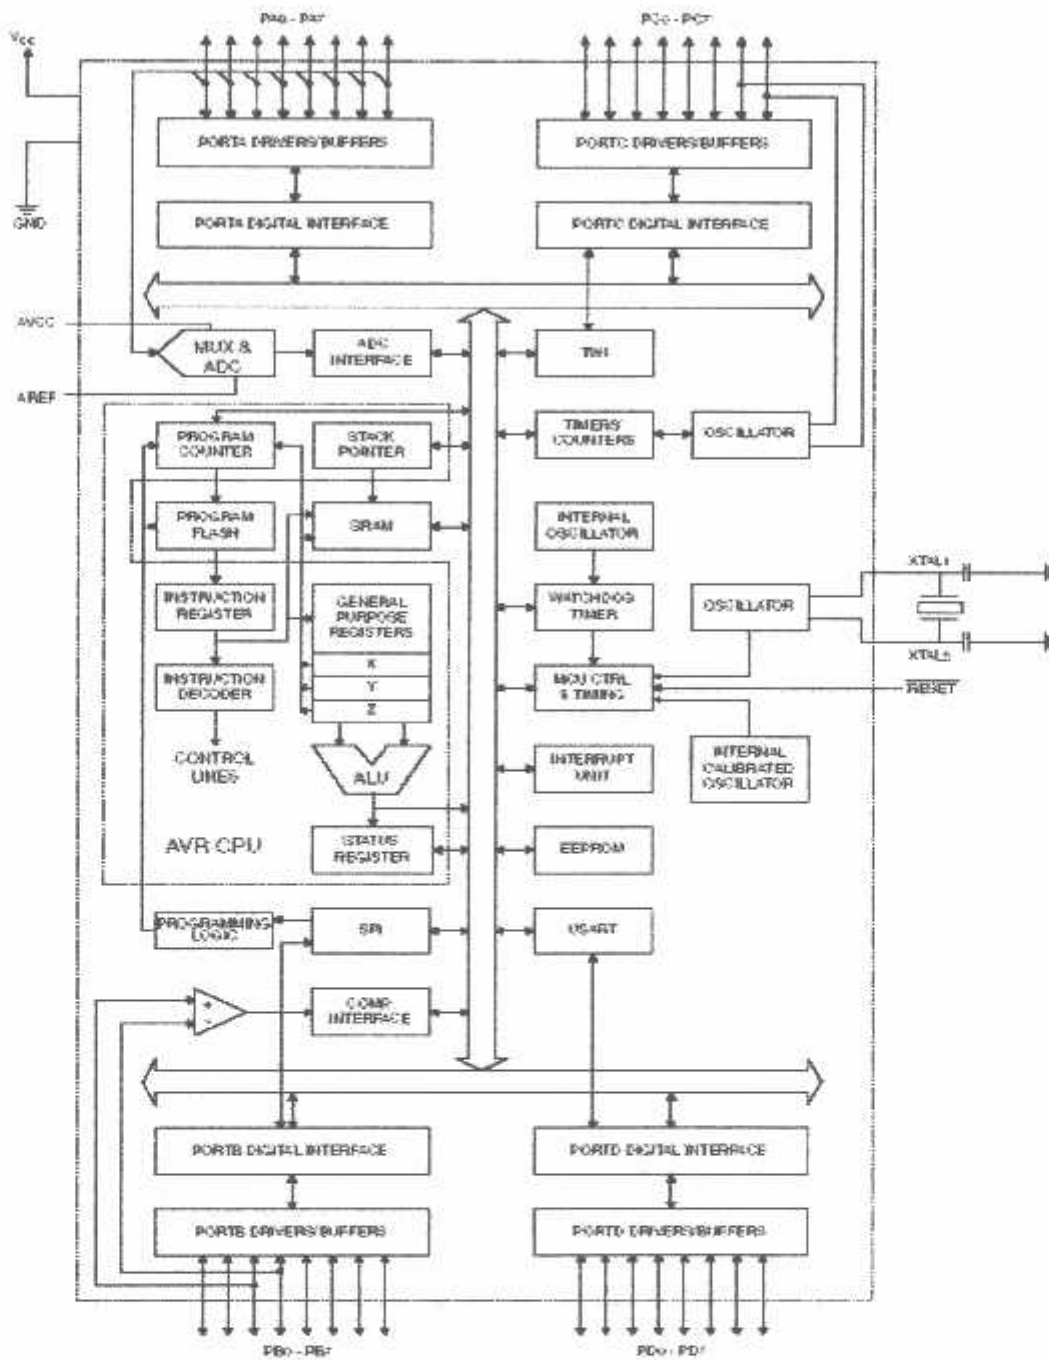 PA0 - PA7
PC0 - PC7
VCC
PORTA DRIVERS/BUFFERS
PORTC DRIVERS/BUFFERS
GND
PORTA DIGITAL INTERFACE
PORTC DIGITAL INTERFACE
AVCC
MUX &
ADC
ADC
INTERFACE
TWI
AREF
PROGRAM
COUNTER
STACK
POINTER
TIMERS/
COUNTERS
OSCILLATOR
PROGRAM
FLASH
SRAM
INTERNAL
OSCILLATOR
XTAL1
INSTRUCTION
REGISTER
GENERAL
PURPOSE
REGISTERS
WATCHDOG
TIMER
OSCILLATOR
XTAL2
X
INSTRUCTION
DECODER
Y
MCU CTRL
& TIMING
RESET
Z
CONTROL
LINES
ALU
INTERRUPT
UNIT
INTERNAL
CALIBRATED
OSCILLATOR
AVR CPU
STATUS
REGISTER
EEPROM
PROGRAMMING
LOGIC
SPI
USART
+
-
COMP.
INTERFACE
PORTB DIGITAL INTERFACE
PORTD DIGITAL INTERFACE
PORTB DRIVERS/BUFFERS
PORTD DRIVERS/BUFFERS
PB0 - PB7
PD0 - PD7